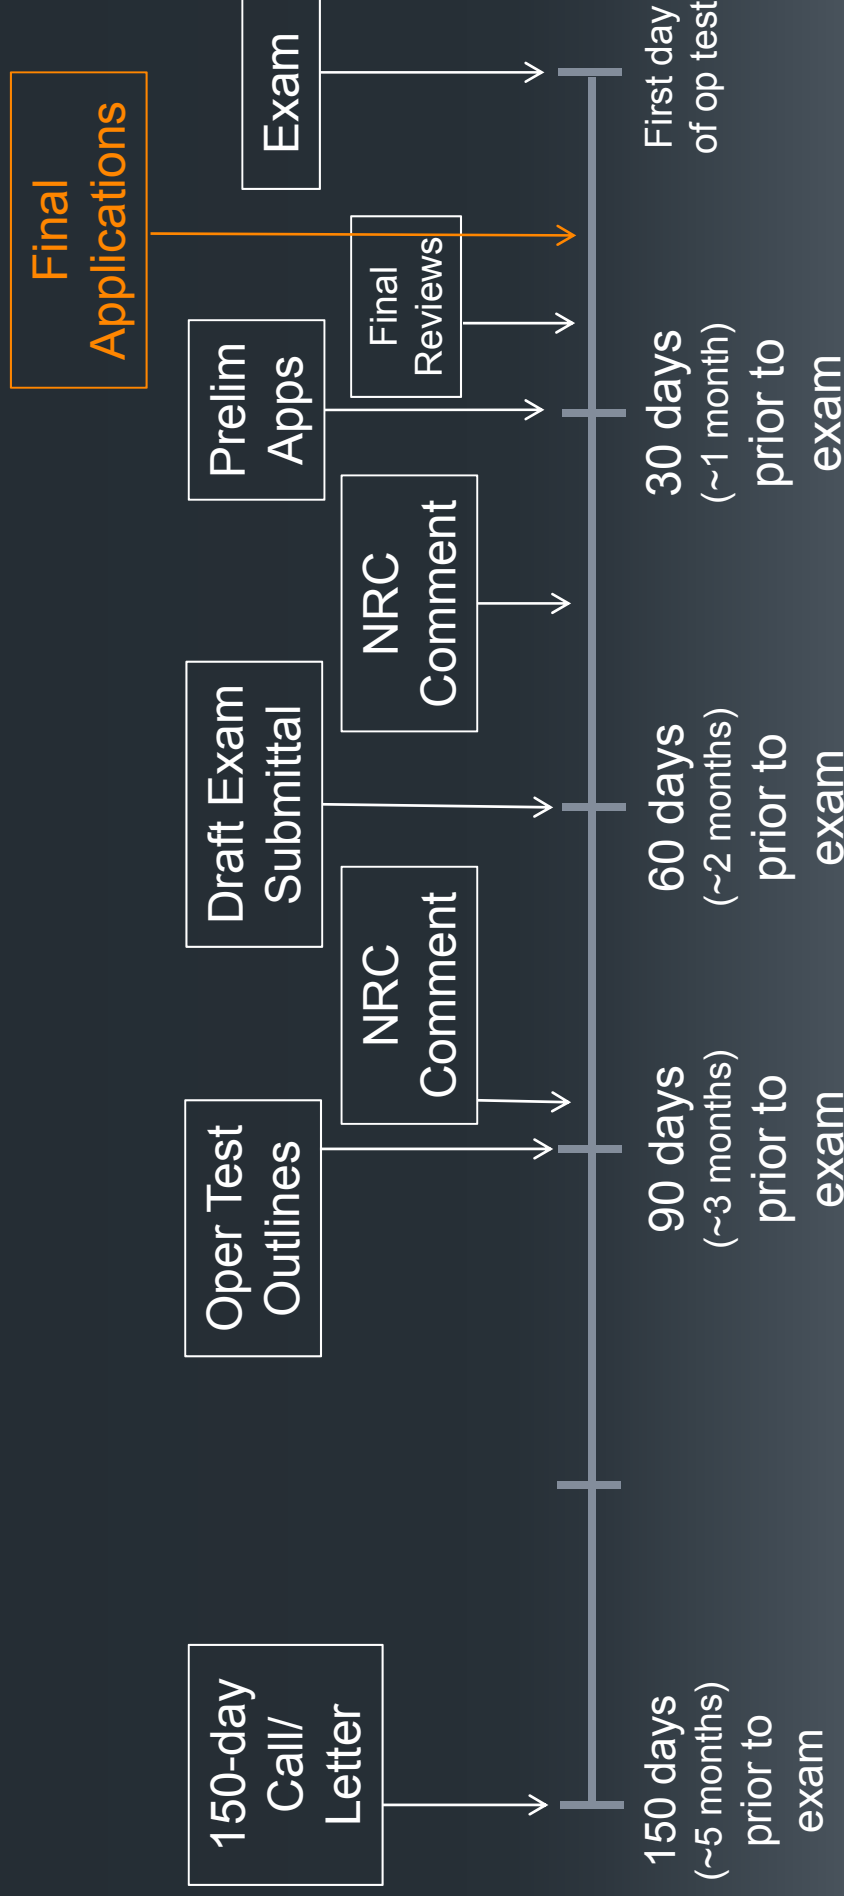 150-day
Call/
Letter
Oper Test
Outlines
NRC
Comment
Draft Exam
Submittal
NRC
Comment
Prelim
Apps
Final
Reviews
Final
Applications
Exam
150 days
(~5 months)
prior to
exam
90 days
(~3 months)
prior to
exam
60 days
(~2 months)
prior to
exam
30 days
(~1 month)
prior to
exam
First day
of op test